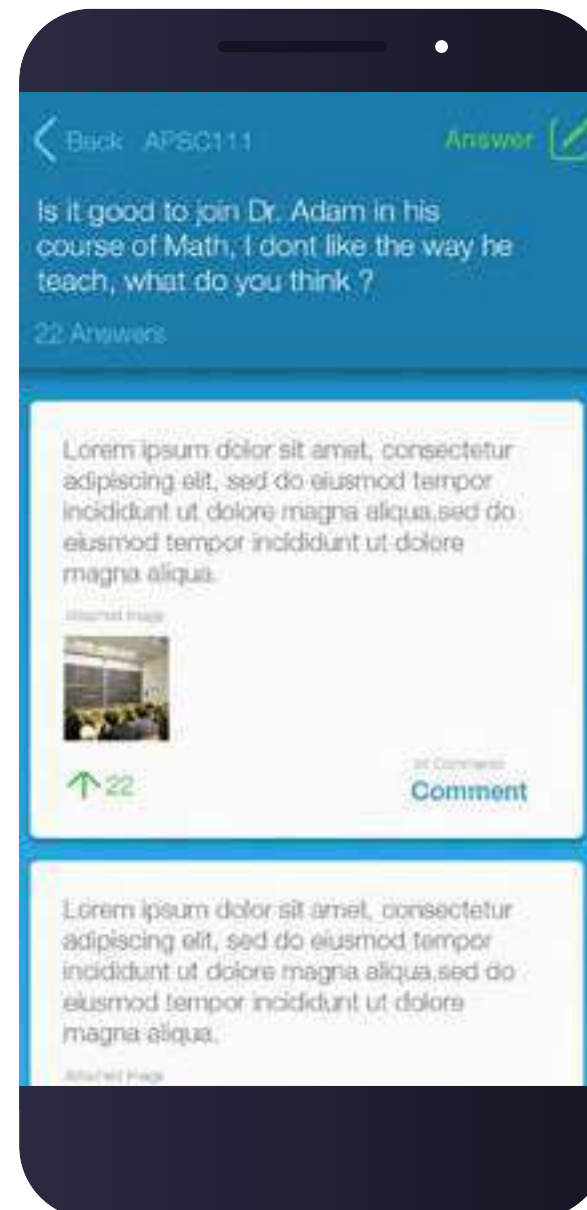 Back APSC111 Answer
Is it good to join Dr. Adam in his
course of Math, I dont like the way he
teach, what do you think ?
22 Answers
Lorem ipsum dolor sit amet, consectetur
adipiscing elit, sed do eiusmod tempor
incididunt ut dolore magna aliqua,sed do
eiusmod tempor incididunt ut dolore
magna aliqua.
Attached Image
22
Comments
Comment
Lorem ipsum dolor sit amet, consectetur
adipiscing elit, sed do eiusmod tempor
incididunt ut dolore magna aliqua,sed do
eiusmod tempor incididunt ut dolore
magna aliqua.
Attached Image